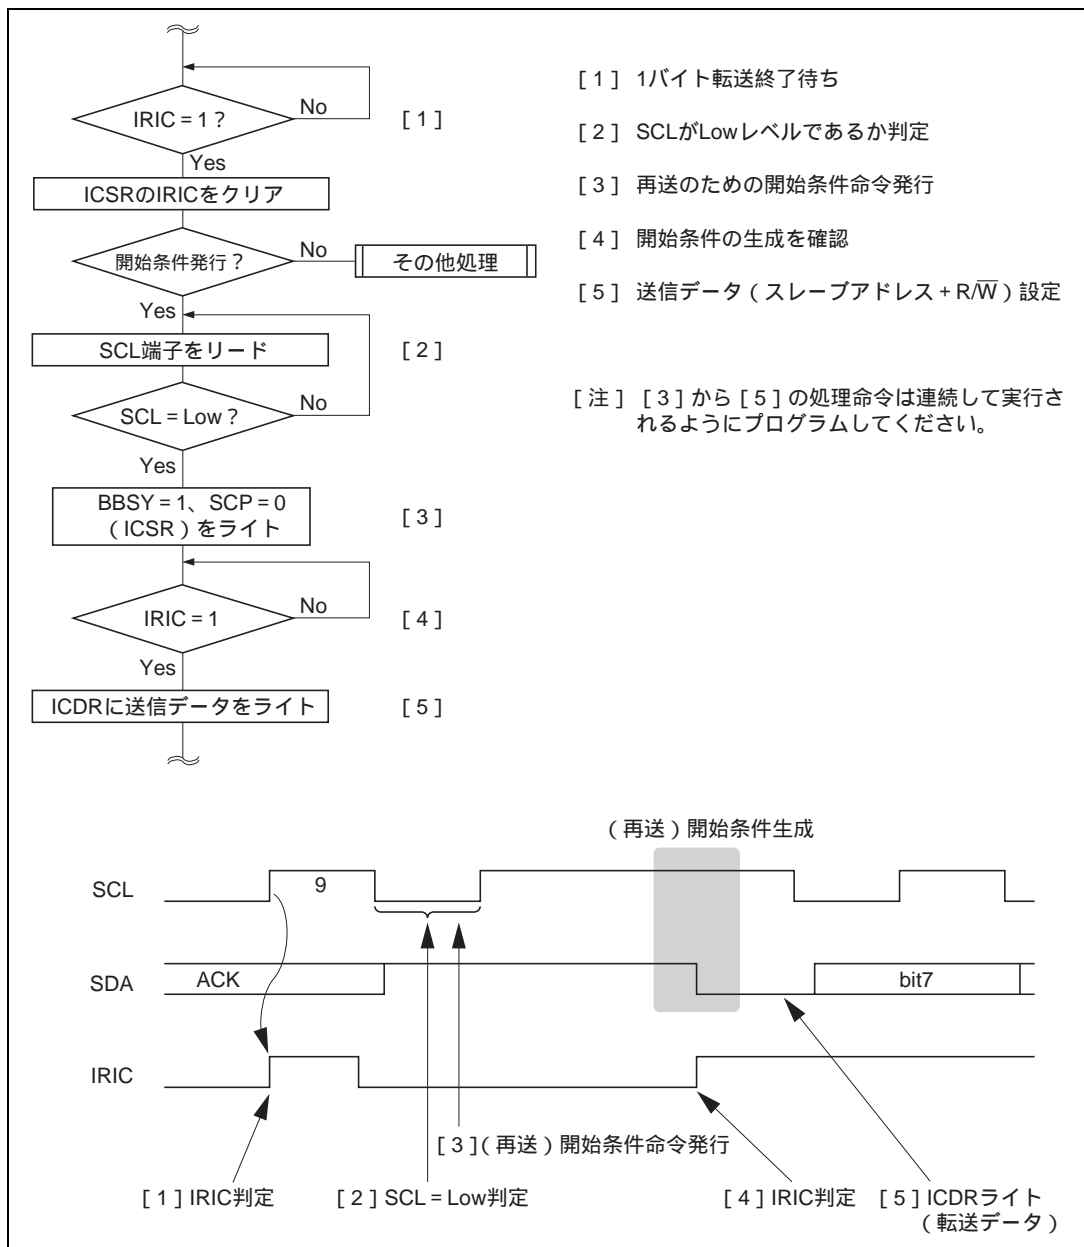 IRIC = 1 ?
No
[ 1 ]
Yes
ICSRのIRICをクリア
開始条件発行 ?
No
その他処理
Yes
SCL端子をリード
[ 2 ]
SCL = Low ?
No
Yes
BBSY = 1、SCP = 0
( ICSR ) をライト
[ 3 ]
IRIC = 1
No
[ 4 ]
Yes
ICDRに送信データをライト
[ 5 ]
[ 1 ] 1バイト転送終了待ち
[ 2 ] SCLがLowレベルであるか判定
[ 3 ] 再送のための開始条件命令発行
[ 4 ] 開始条件の生成を確認
[ 5 ] 送信データ ( スレーブアドレス + R/W̅ ) 設定
[ 注 ] [ 3 ] から [ 5 ] の処理命令は連続して実行さ
れるようにプログラムしてください。
( 再送 ) 開始条件生成
SCL
9
SDA
ACK
bit7
IRIC
[ 3 ] ( 再送 ) 開始条件命令発行
[ 1 ] IRIC判定
[ 2 ] SCL = Low判定
[ 4 ] IRIC判定
[ 5 ] ICDRライト
( 転送データ )